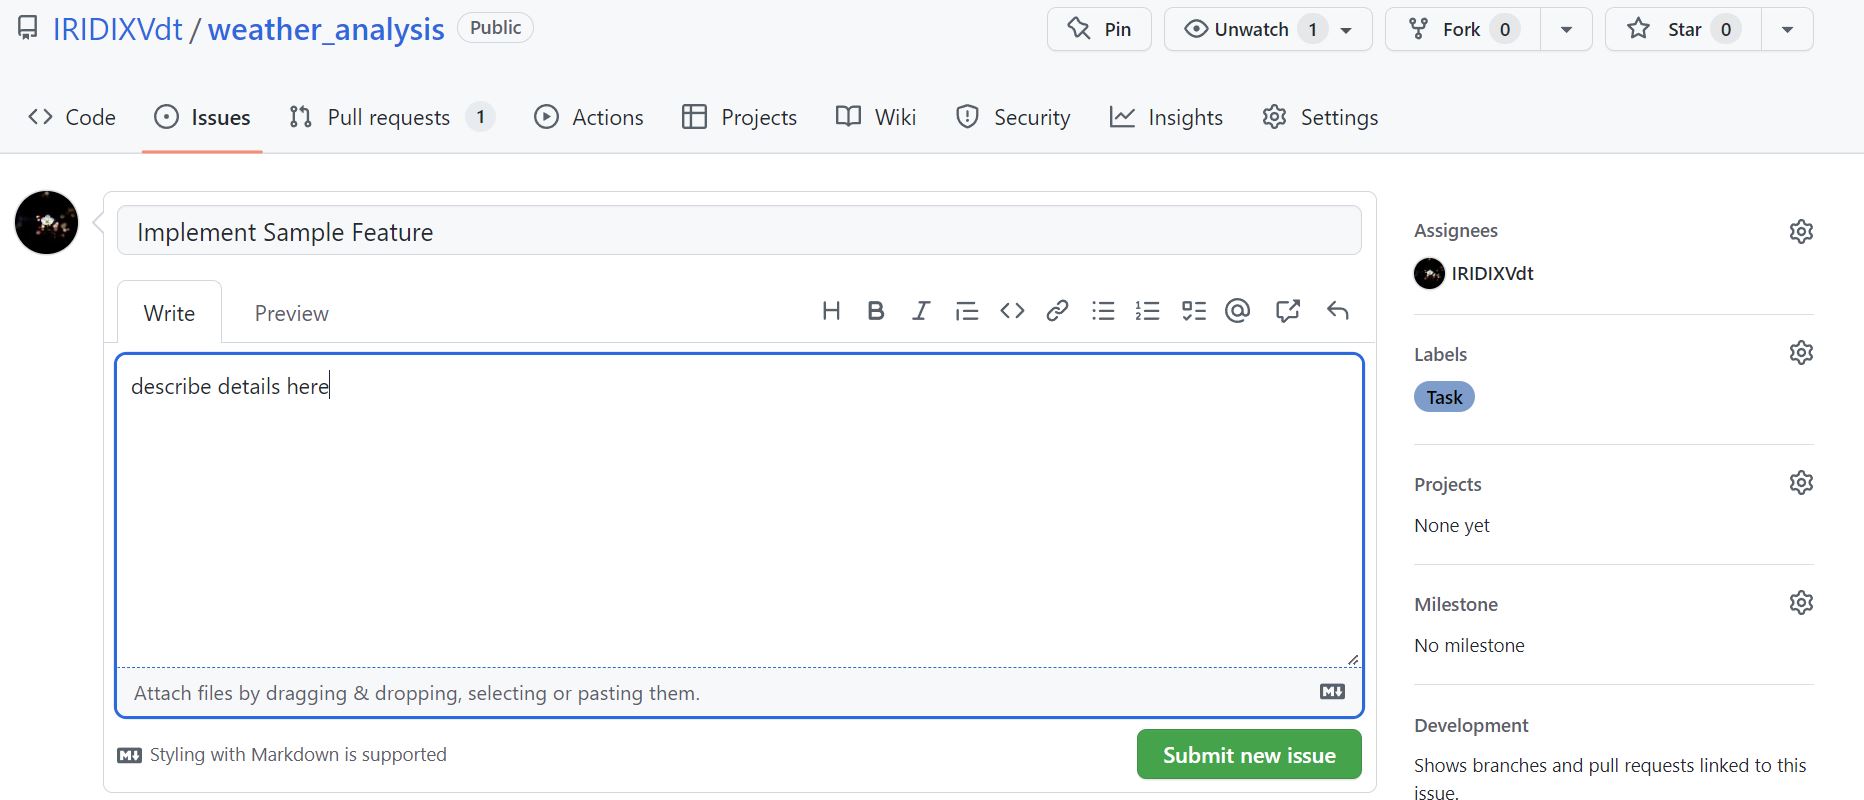 IRIDIXVdt / weather_analysis Public Pin Unwatch 1 Fork 0 Star 0
Code Issues Pull requests 1 Actions Projects Wiki Security Insights Settings
Implement Sample Feature
Write Preview H B I
describe details here
Attach files by dragging & dropping, selecting or pasting them.
Styling with Markdown is supported
Submit new issue
Assignees
IRIDIXVdt
Labels
Task
Projects
None yet
Milestone
No milestone
Development
Shows branches and pull requests linked to this
issue.